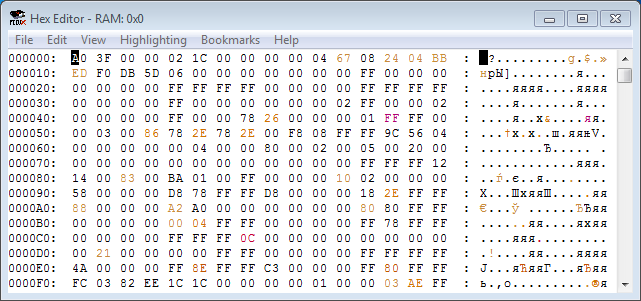 Hex Editor - RAM: 0x0
File Edit View Highlighting Bookmarks Help
000000: A0 3F 00 00 02 1C 00 00 00 00 04 67 08 24 04 BB : ?.........g.$.»
000010: ED F0 DB 5D 06 00 00 00 00 00 00 00 FF 00 00 00 : нрЫ]........я...
000020: 00 00 00 00 FF FF FF FF 00 00 00 00 FF FF FF FF : ....яяяя....яяяя
000030: 00 00 00 00 FF 00 00 00 00 00 00 02 FF 00 00 02 : ....я.......я...
000040: 00 00 00 00 FF 00 00 78 26 00 00 00 01 FF FF 00 : ....я..x&....яя.
000050: 00 03 00 86 78 2E 78 2E 00 F8 08 FF FF 9C 56 04 : ...†x.x..ш.яяњV.
000060: 00 00 00 00 04 00 00 80 00 02 00 05 00 20 00 : .......Ђ.....
000070: 00 00 00 00 00 00 00 00 00 00 00 00 FF FF FF 12 : ............яяя.
000080: 14 00 83 00 BA 01 00 FF 00 00 00 10 02 00 00 00 : ..ѓ.є..я........
000090: 58 00 00 00 D8 78 FF FF D8 00 00 00 18 2E FF FF : X...ШxяяШ.....яя
0000A0: 88 00 00 00 A2 A0 00 00 00 00 00 00 80 80 FF FF : €...ў ......ЂЂяя
0000B0: 00 00 00 00 00 04 FF FF 00 00 00 00 FF 78 FF FF : ......яя....яxяя
0000C0: 00 00 00 00 FF FF FF 0C 00 00 00 00 00 00 00 00 : ....яяя.........
0000D0: 00 21 00 00 00 00 FF FF 00 00 00 00 FF FF FF FF : .!....яя....яяяя
0000E0: 4A 00 00 00 FF 8E FF FF C3 00 00 00 FF 80 FF FF : J...яЋяяГ...яЂяя
0000F0: FC 03 82 EE 1C 1C 00 00 00 00 01 00 00 03 AE FF : ь.‚о..........®я